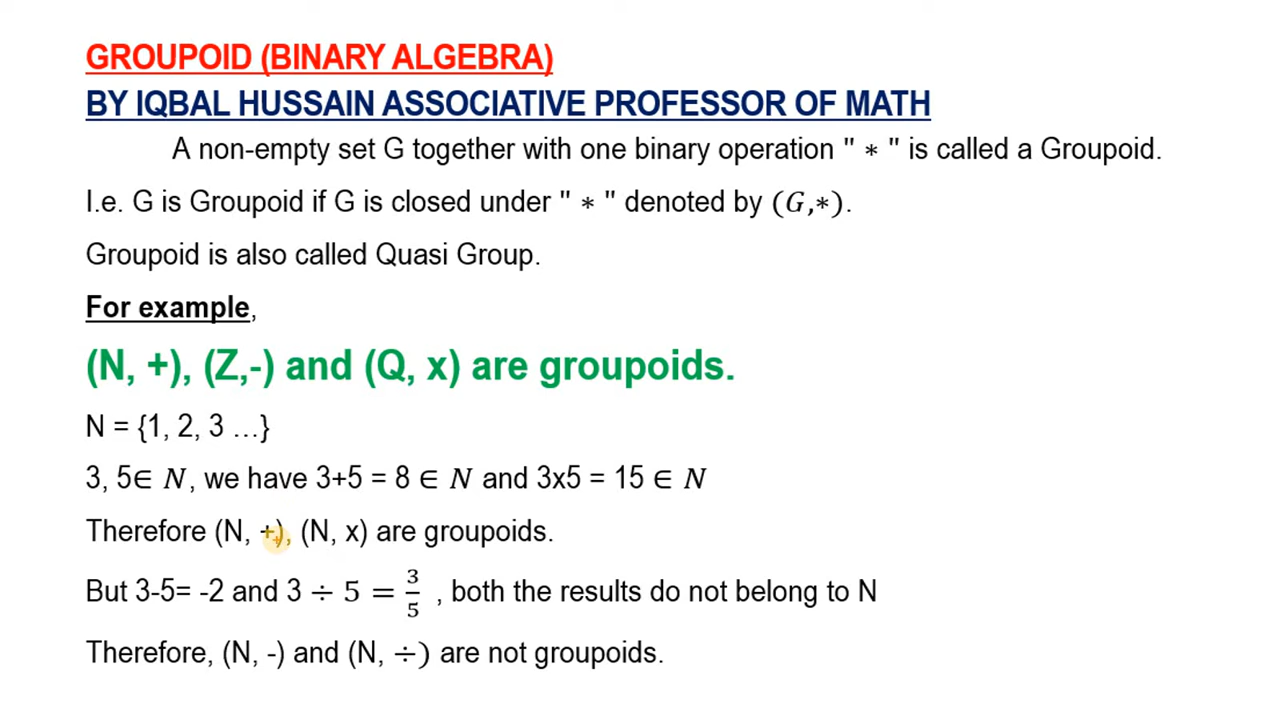 GROUPOID (BINARY ALGEBRA)
BY IQBAL HUSSAIN ASSOCIATIVE PROFESSOR OF MATH
A non-empty set G together with one binary operation " ∗ " is called a Groupoid.
I.e. G is Groupoid if G is closed under " ∗ " denoted by (G,∗).
Groupoid is also called Quasi Group.
For example,
(N, +), (Z,-) and (Q, x) are groupoids.
N = {1, 2, 3 …}
3, 5∈ N, we have 3+5 = 8 ∈ N and 3x5 = 15 ∈ N
Therefore (N, +), (N, x) are groupoids.
But 3-5= -2 and 3 ÷ 5 = 3/5 , both the results do not belong to N
Therefore, (N, -) and (N, ÷) are not groupoids.